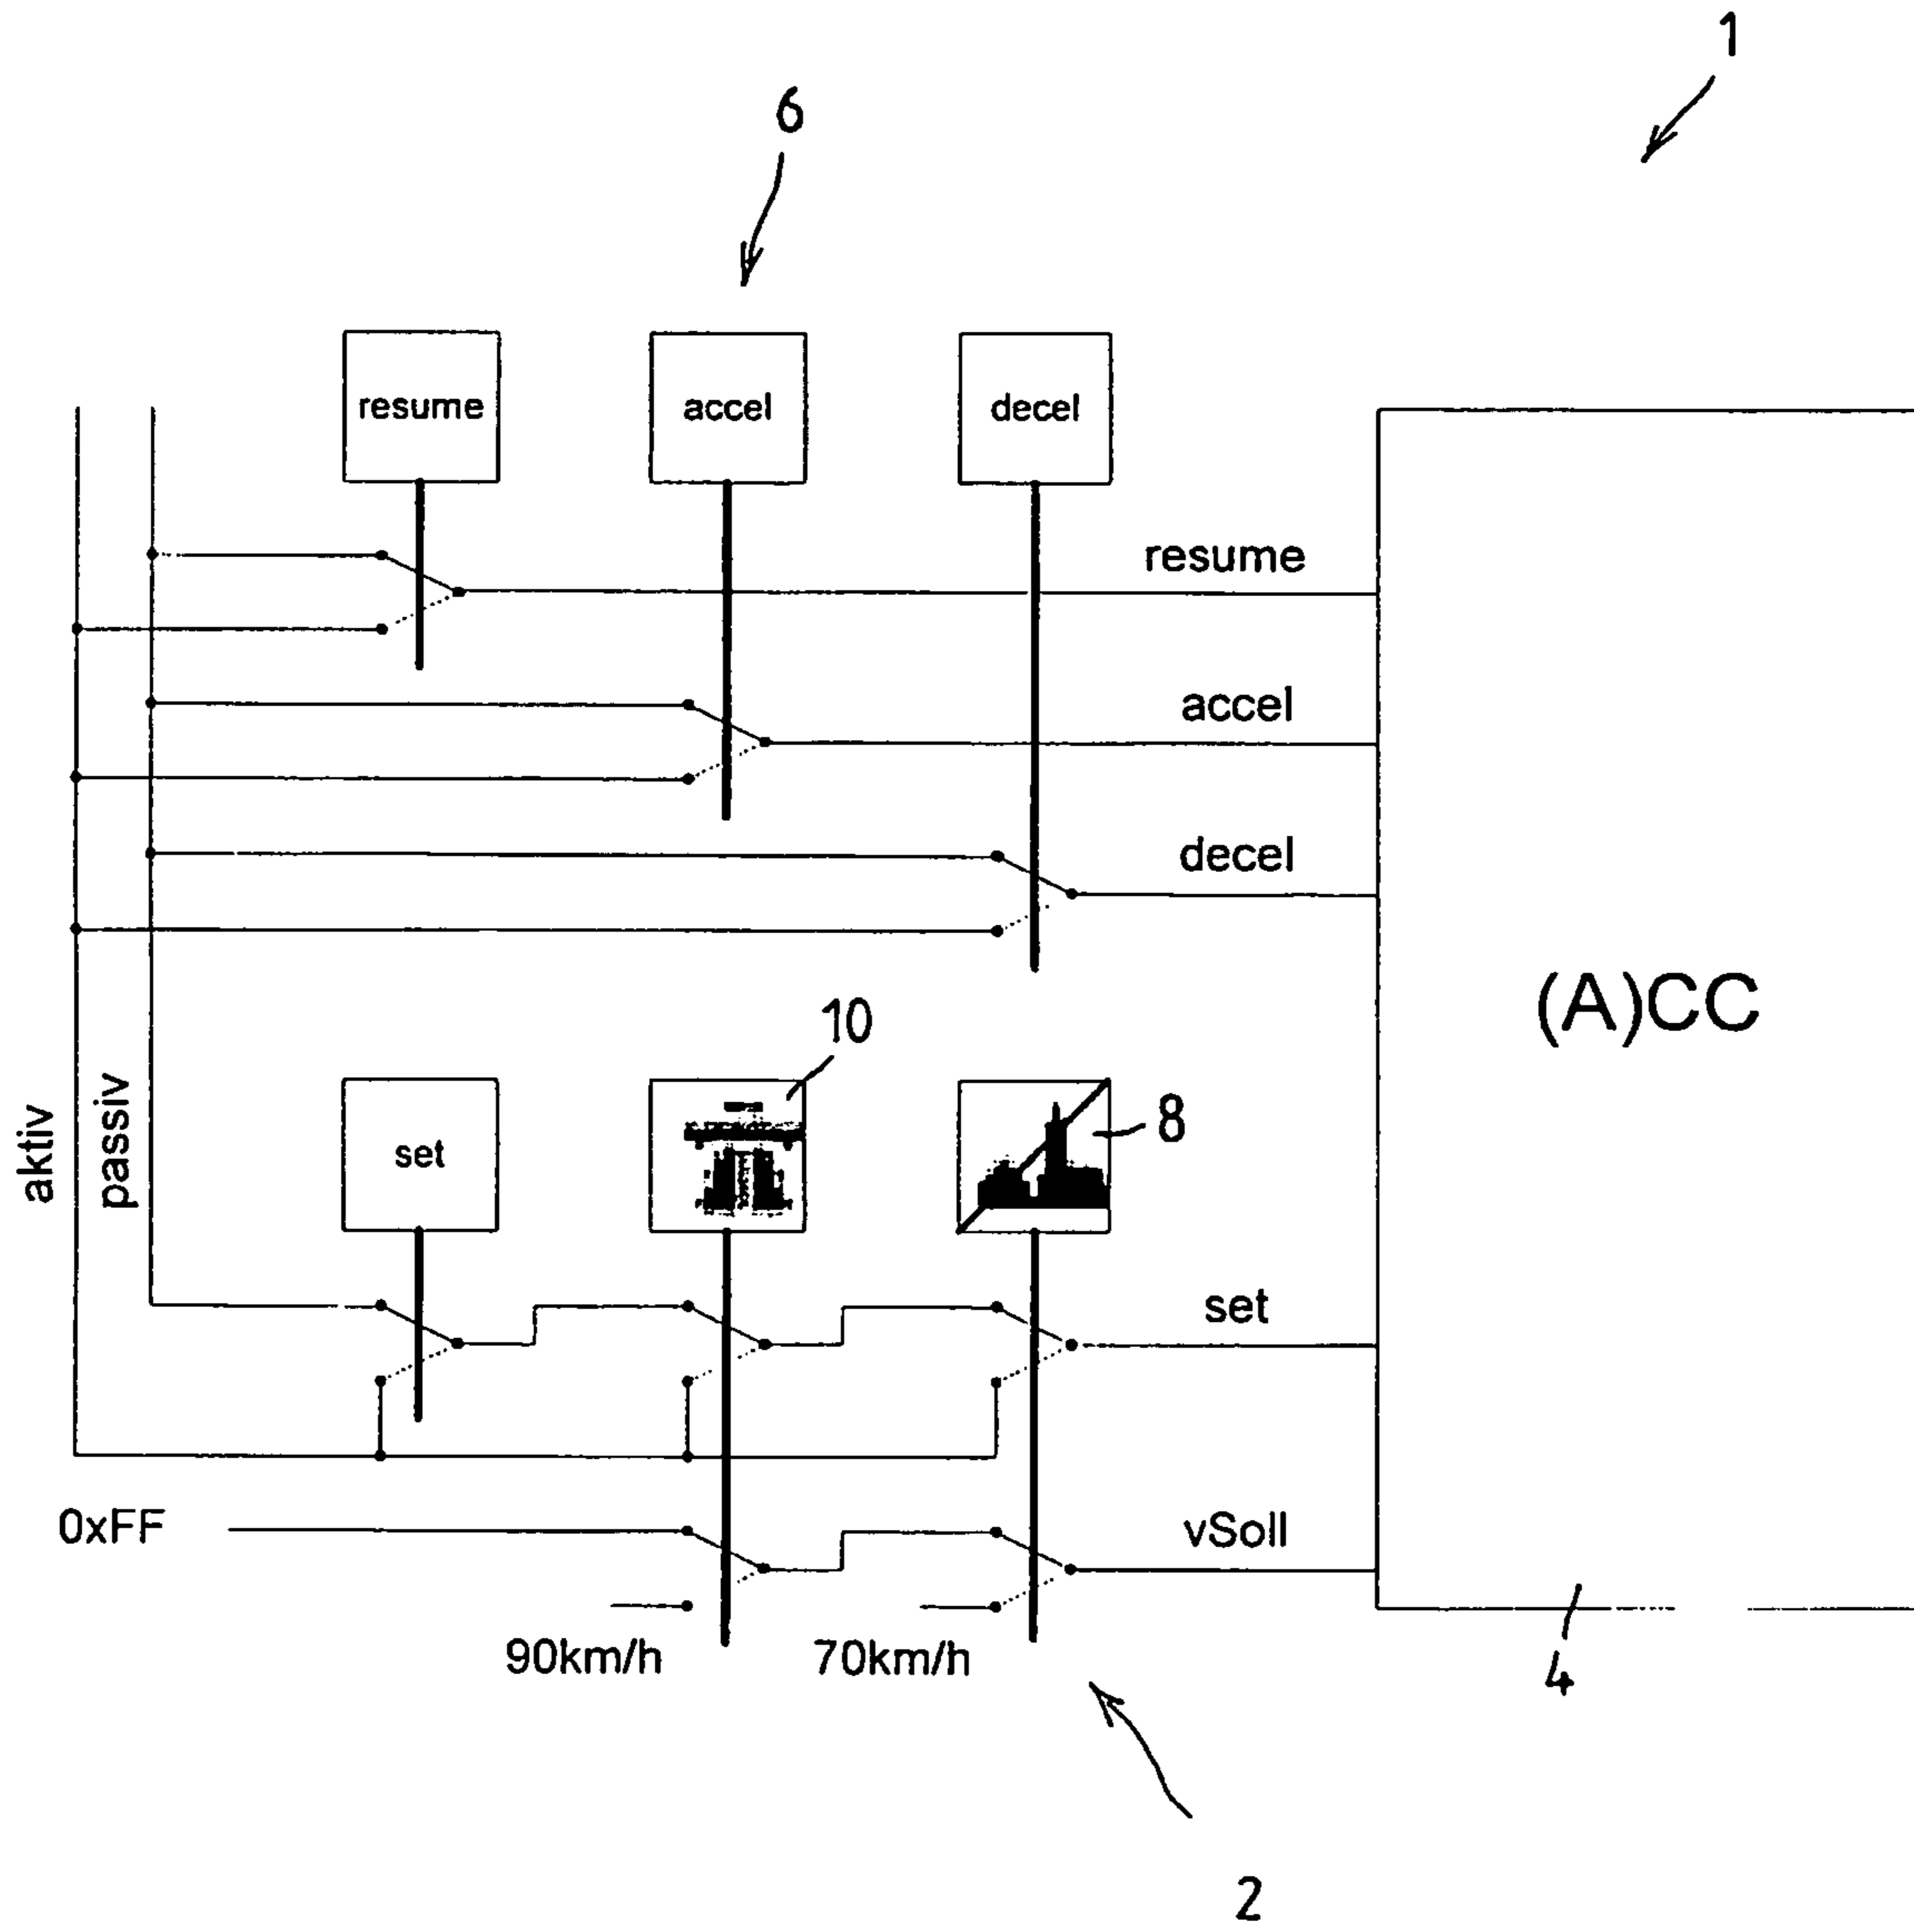 1
6
resume
accel
decel
resume
accel
decel
(A)CC
10
8
aktiv
passiv
set
set
0xFF
vSoll
90km/h
70km/h
4
2